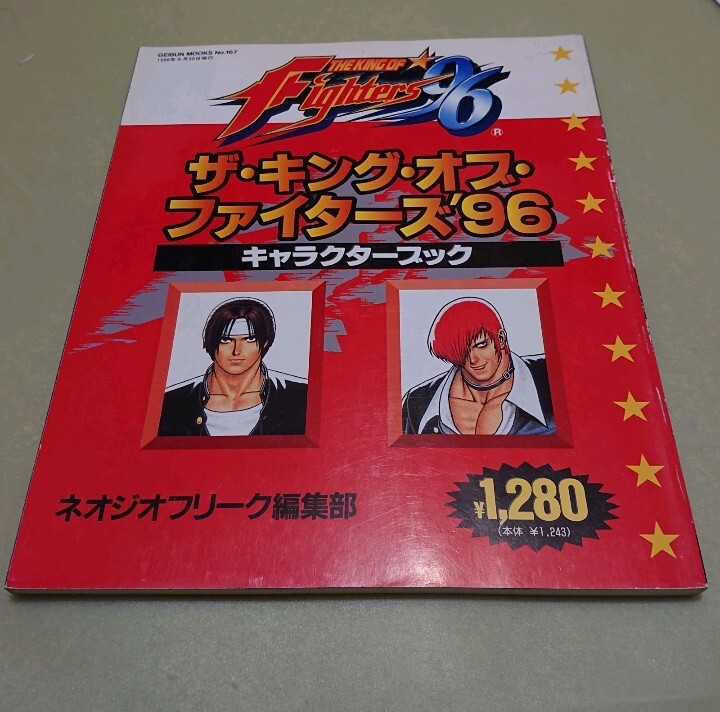 GEIBUN MOOKS No.167
THE KING OF
Fighters '96
®
ザ・キング・オブ・
ファイターズ'96
キャラクターブック
ネオジオフリーク編集部
¥1,280
(本体 ¥1,243)